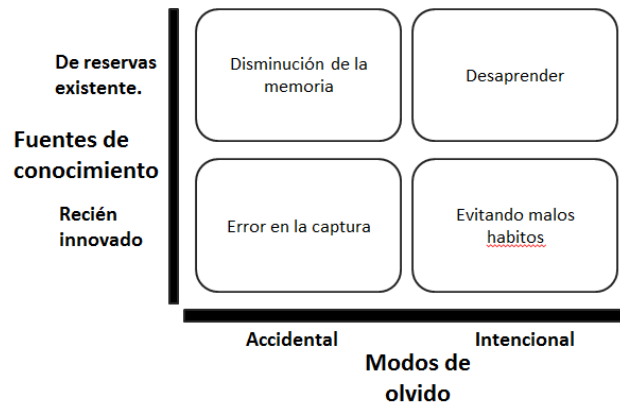 De reservas
existente.
Disminución de la
memoria
Desaprender
Fuentes de
conocimiento
Recién
innovado
Error en la captura
Evitando malos
habitos
Accidental
Intencional
Modos de
olvido